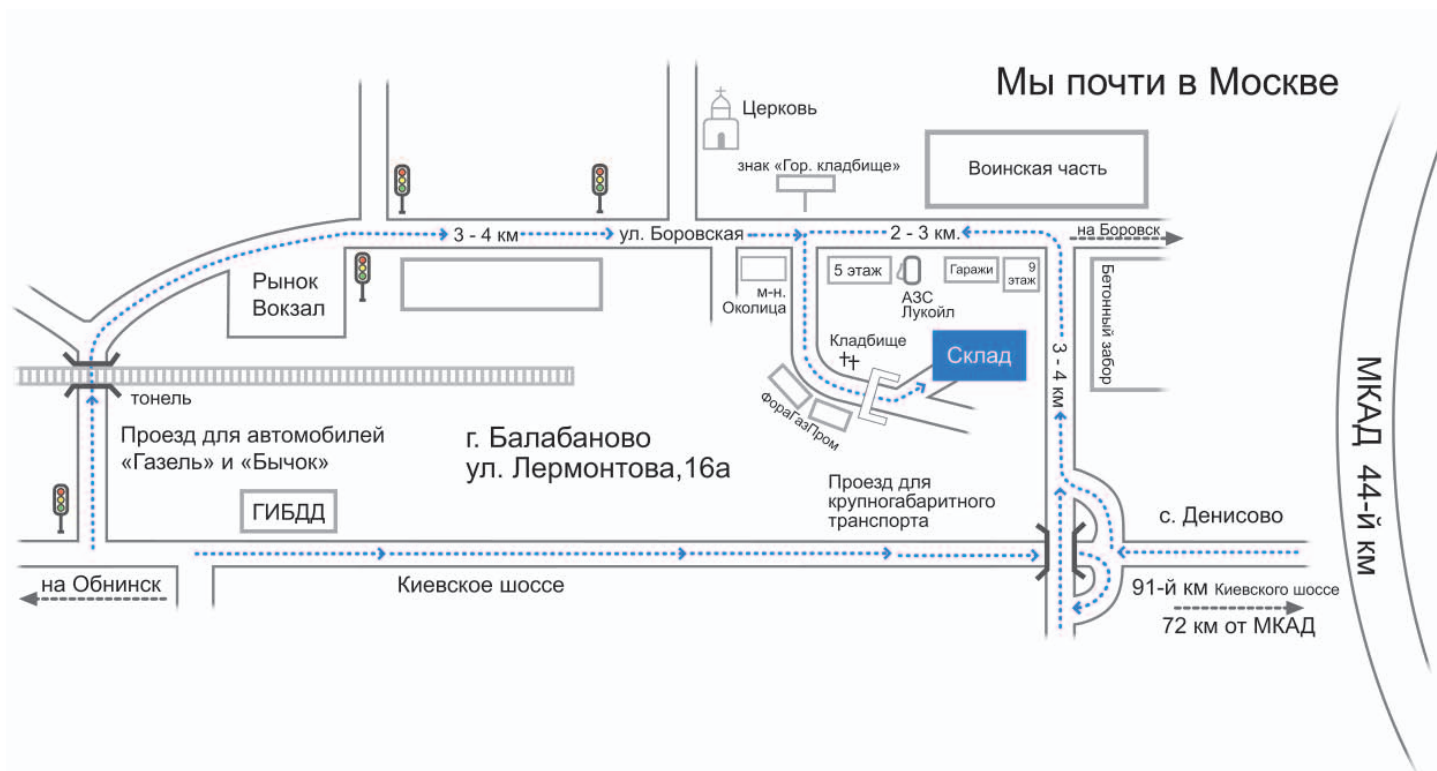 Мы почти в Москве
Церковь
знак «Гор. кладбище»
Воинская часть
3 - 4 км
ул. Боровская
2 - 3 км.
на Боровск
Рынок
Вокзал
м-н.
Околица
5 этаж
АЗС
Лукойл
Гаражи
9
этаж
Бетонный забор
Кладбище
Склад
3 - 4 км
тонель
ФораГазПром
Проезд для автомобилей
«Газель» и «Бычок»
г. Балабаново
ул. Лермонтова,16а
Проезд для
крупногабаритного
транспорта
ГИБДД
с. Денисово
МКАД 44-й км
на Обнинск
Киевское шоссе
91-й км Киевского шоссе
72 км от МКАД